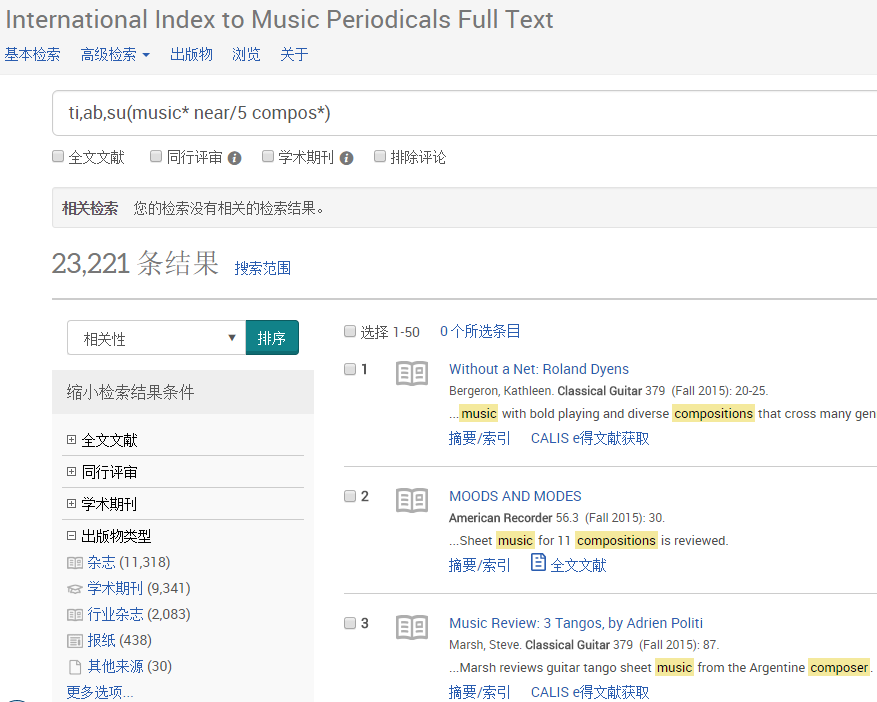 International Index to Music Periodicals Full Text
基本检索 高级检索 出版物 浏览 关于
ti,ab,su(music* near/5 compos*)
全文文献 同行评审 学术期刊 排除评论
相关检索 您的检索没有相关的检索结果。
23,221 条结果 搜索范围
相关性 排序
缩小检索结果条件
全文文献
同行评审
学术期刊
出版物类型
杂志 (11,318)
学术期刊 (9,341)
行业杂志 (2,083)
报纸 (438)
其他来源 (30)
更多选项...
选择 1-50 0 个所选条目
1 Without a Net: Roland Dyens
Bergeron, Kathleen. Classical Guitar 379 (Fall 2015): 20-25.
...music with bold playing and diverse compositions that cross many gen
摘要/索引 CALIS e得文献获取
2 MOODS AND MODES
American Recorder 56.3 (Fall 2015): 30.
...Sheet music for 11 compositions is reviewed.
摘要/索引 全文文献
3 Music Review: 3 Tangos, by Adrien Politi
Marsh, Steve. Classical Guitar 379 (Fall 2015): 87.
...Marsh reviews guitar tango sheet music from the Argentine composer.
摘要/索引 CALIS e得文献获取